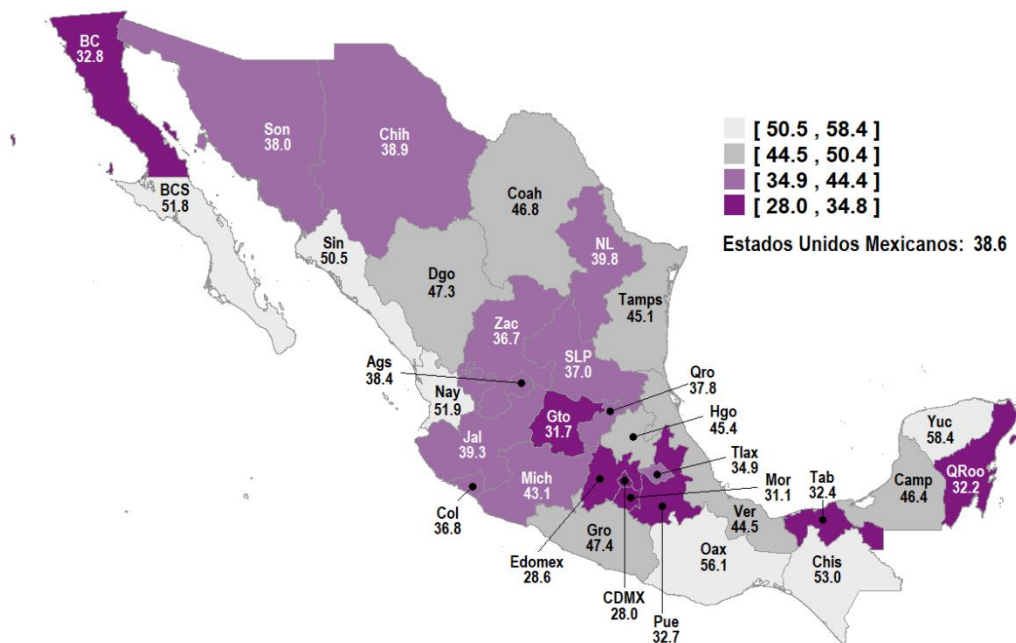 BC
32.8
Son
38.0
Chih
38.9
[ 50.5 , 58.4 ]
[ 44.5 , 50.4 ]
[ 34.9 , 44.4 ]
[ 28.0 , 34.8 ]
Estados Unidos Mexicanos: 38.6
BCS
51.8
Coah
46.8
Sin
50.5
NL
39.8
Dgo
47.3
Tamps
45.1
Zac
36.7
SLP
37.0
Ags
38.4
Nay
51.9
Qro
37.8
Gto
31.7
Hgo
45.4
Yuc
58.4
Jal
39.3
Tlax
34.9
Mich
43.1
Mor
31.1
Tab
32.4
Camp
46.4
QRoo
32.2
Col
36.8
Ver
44.5
Gro
47.4
Edomex
28.6
Oax
56.1
Chis
53.0
CDMX
28.0
Pue
32.7